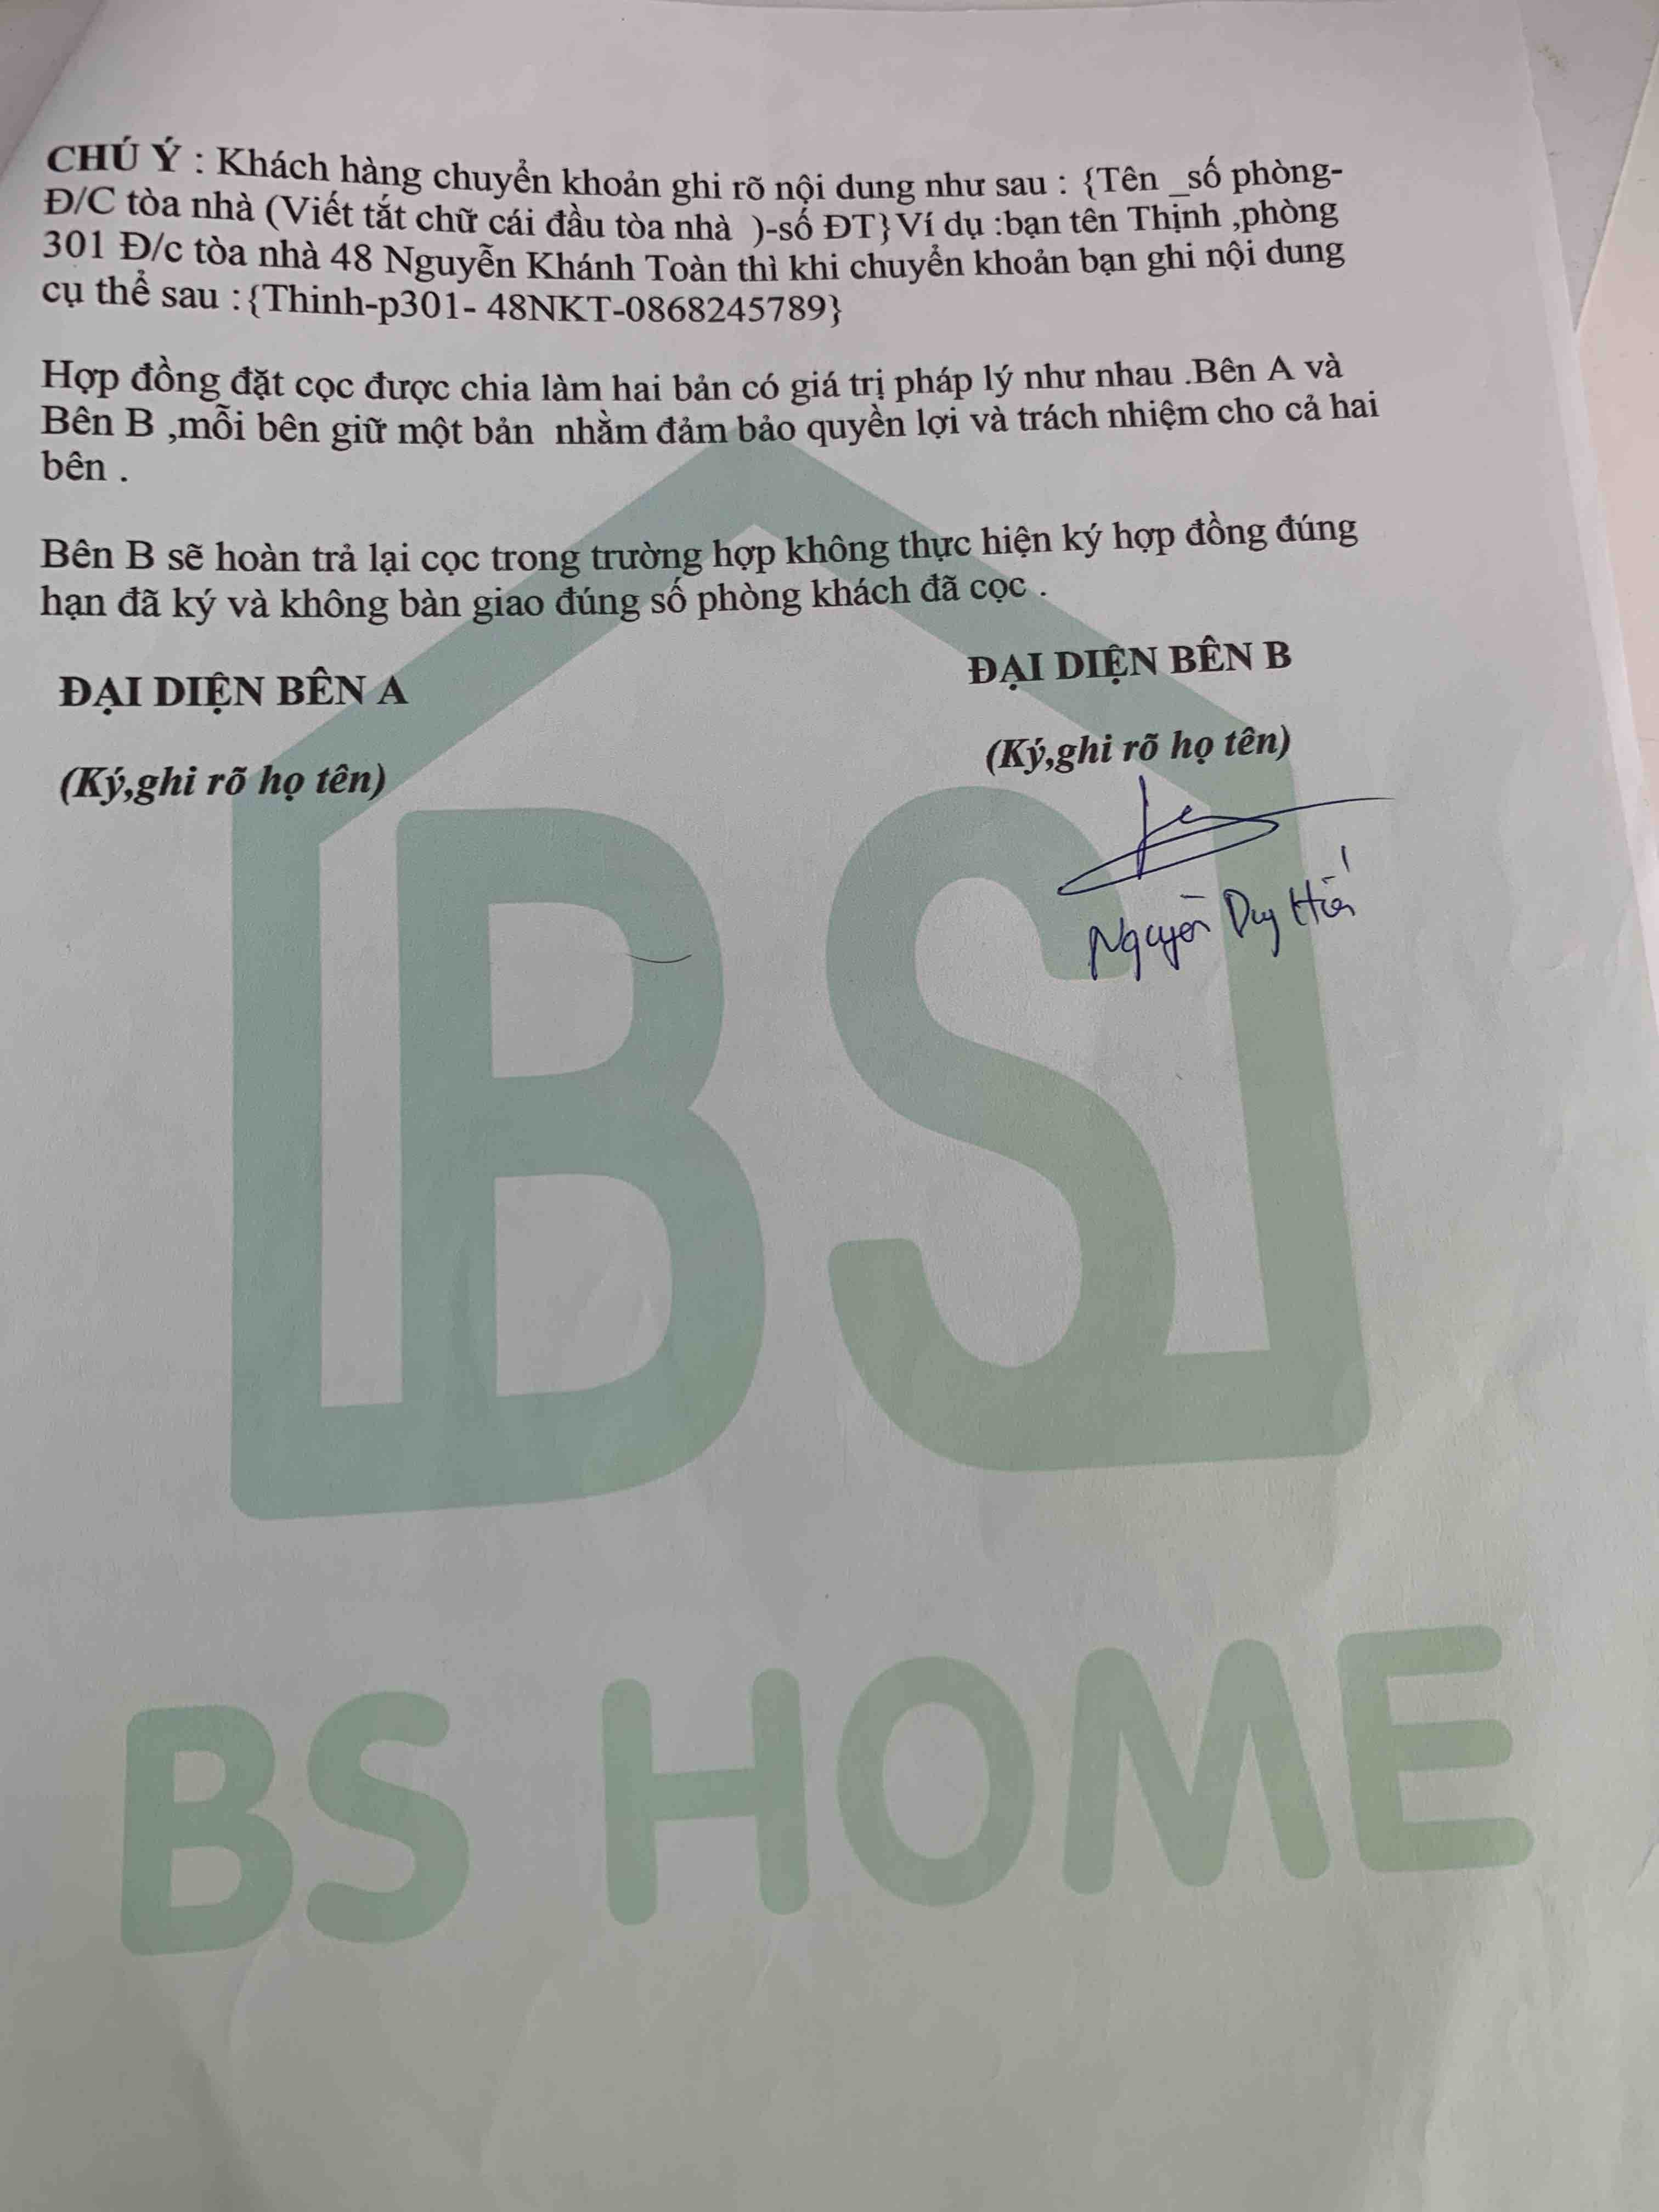 CHÚ Ý : Khách hàng chuyển khoản ghi rõ nội dung như sau : {Tên _số phòng-
Đ/C tòa nhà (Viết tắt chữ cái đầu tòa nhà )-số ĐT}Ví dụ :bạn tên Thịnh ,phòng
301 Đ/c tòa nhà 48 Nguyễn Khánh Toàn thì khi chuyển khoản bạn ghi nội dung
cụ thể sau :{Thinh-p301- 48NKT-0868245789}
Hợp đồng đặt cọc được chia làm hai bản có giá trị pháp lý như nhau .Bên A và
Bên B ,mỗi bên giữ một bản nhằm đảm bảo quyền lợi và trách nhiệm cho cả hai
bên .
Bên B sẽ hoàn trả lại cọc trong trường hợp không thực hiện ký hợp đồng đúng
hạn đã ký và không bàn giao đúng số phòng khách đã cọc .
ĐẠI DIỆN BÊN A
ĐẠI DIỆN BÊN B
(Ký,ghi rõ họ tên)
(Ký,ghi rõ họ tên)
Nguyễn Duy
BS
BS HOME